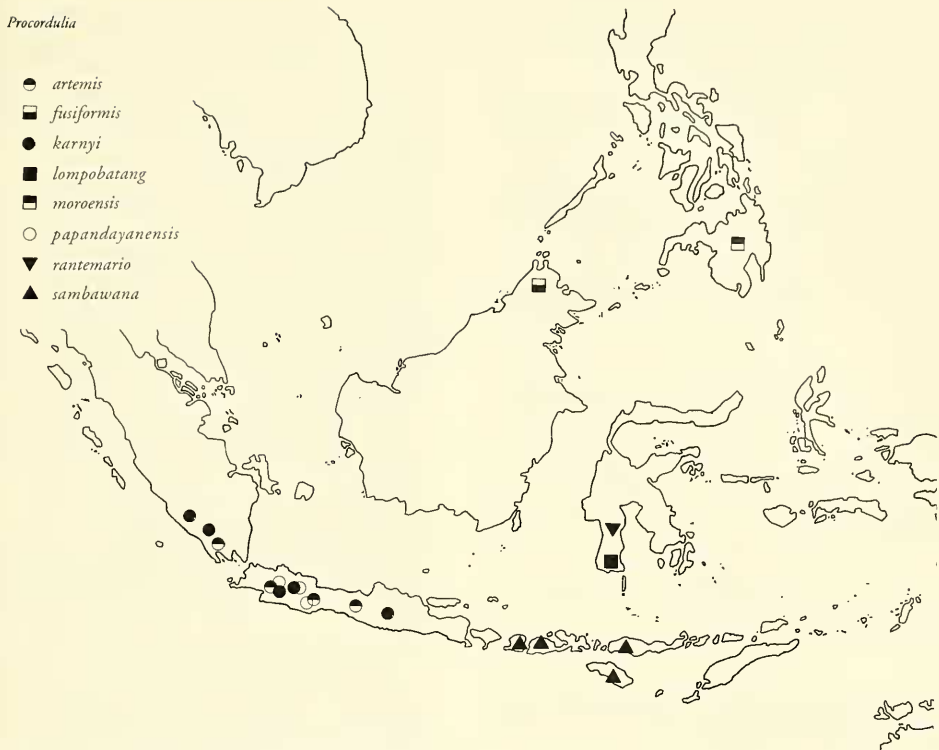 Procordulia
artemis
fusiformis
karnyi
lompobatang
moroensis
papandayanensis
rantemario
sambawana